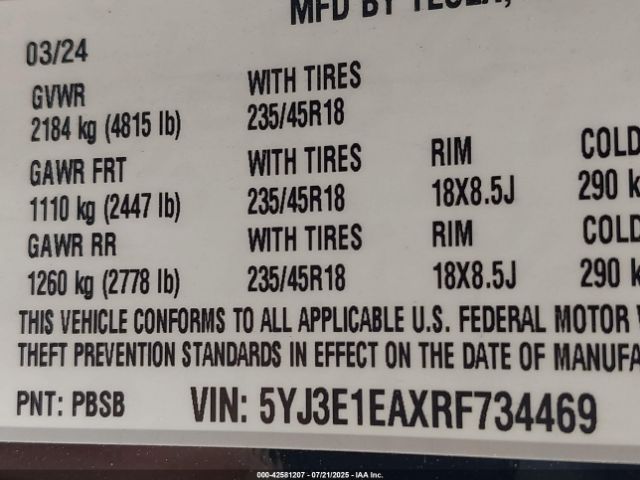 MFD BY TESLA,
03/24
GVWR WITH TIRES
2184 kg (4815 lb) 235/45R18
GAWR FRT WITH TIRES RIM COLD
1110 kg (2447 lb) 235/45R18 18X8.5J 290 k
GAWR RR WITH TIRES RIM COLD
1260 kg (2778 lb) 235/45R18 18X8.5J 290 k
THIS VEHICLE CONFORMS TO ALL APPLICABLE U.S. FEDERAL MOTOR
THEFT PREVENTION STANDARDS IN EFFECT ON THE DATE OF MANUFA
PNT: PBSB VIN: 5YJ3E1EAXRF734469
000-42581207 - 07/21/2025 - IAA Inc.